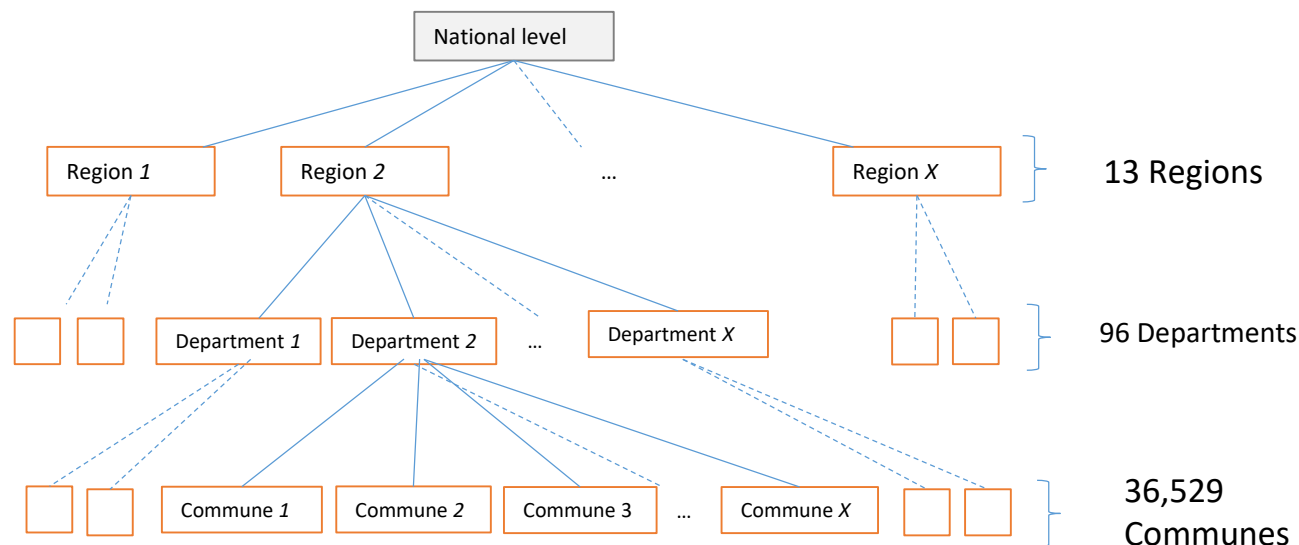 National level
Region 1
Region 2
...
Region X
13 Regions
Department 1
Department 2
...
Department X
96 Departments
Commune 1
Commune 2
Commune 3
...
Commune X
36,529
Communes